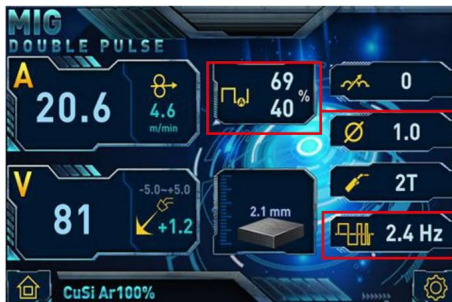 MIG
DOUBLE PULSE
A
20.6
4.6
m/min
69
40
%
0
1.0
V
81
-5.0~+5.0
+1.2
2.1 mm
2T
2.4 Hz
CuSi Ar100%